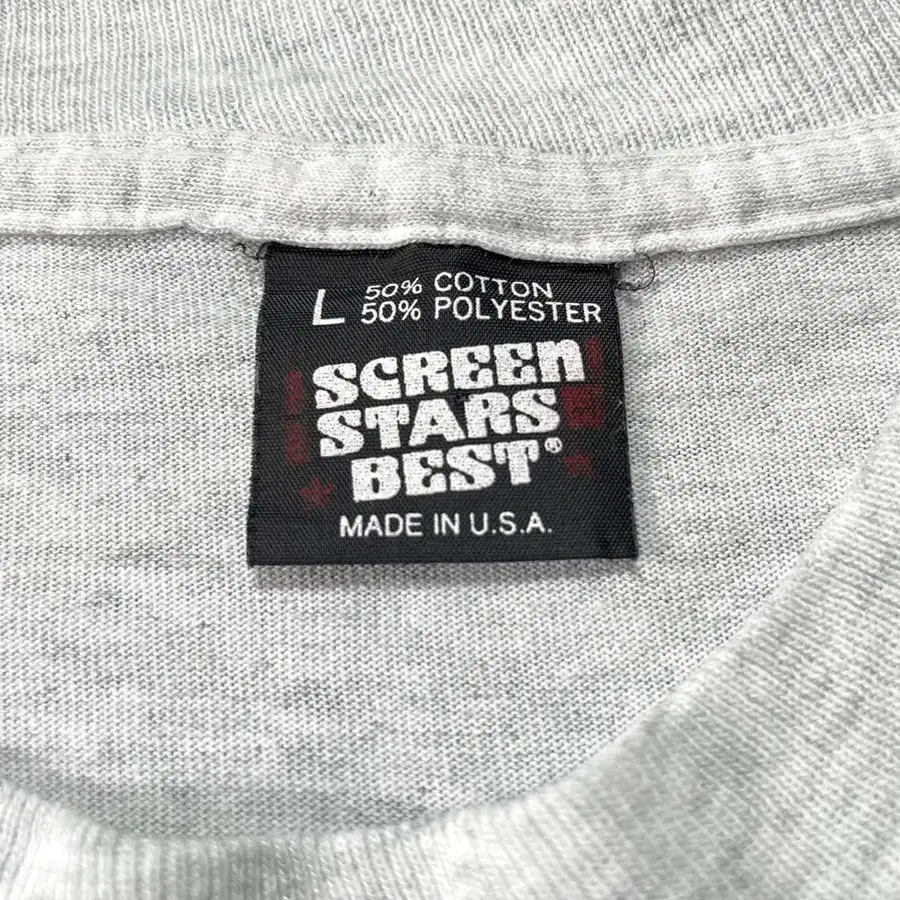 L 50% COTTON
50% POLYESTER
SCREEN
STARS
BEST®
MADE IN U.S.A.